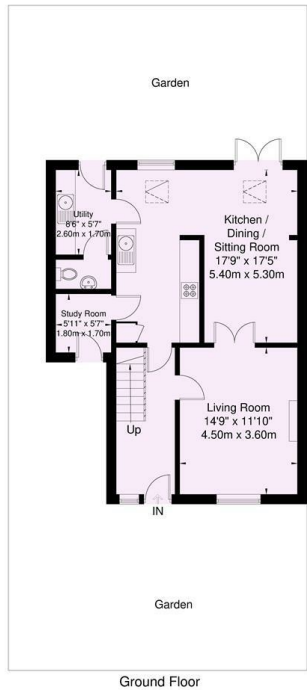 Garden
Utility
8'6" x 5'7"
2.60m x 1.70m
Kitchen /
Dining /
Sitting Room
17'9" x 17'5"
5.40m x 5.30m
Study Room
5'11" x 5'7"
1.80m x 1.70m
Living Room
14'9" x 11'10"
4.50m x 3.60m
Up
IN
Garden
Ground Floor